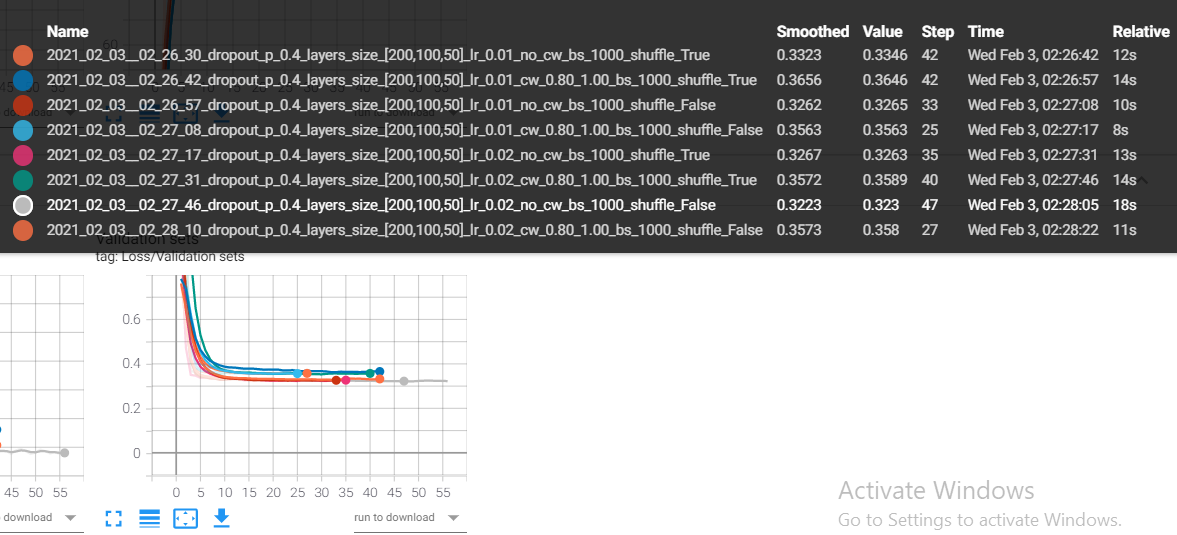 Name Smoothed Value Step Time Relative
2021_02_03__02_26_30_dropout_p_0.4_layers_size_[200,100,50]_lr_0.01_no_cw_bs_1000_shuffle_True 0.3323 0.3346 42 Wed Feb 3, 02:26:42 12s
2021_02_03__02_26_42_dropout_p_0.4_layers_size_[200,100,50]_lr_0.01_cw_0.80_1.00_bs_1000_shuffle_True 0.3656 0.3646 42 Wed Feb 3, 02:26:57 14s
2021_02_03__02_26_57_dropout_p_0.4_layers_size_[200,100,50]_lr_0.01_no_cw_bs_1000_shuffle_False 0.3262 0.3265 33 Wed Feb 3, 02:27:08 10s
2021_02_03__02_27_08_dropout_p_0.4_layers_size_[200,100,50]_lr_0.01_cw_0.80_1.00_bs_1000_shuffle_False 0.3563 0.3563 25 Wed Feb 3, 02:27:17 8s
2021_02_03__02_27_17_dropout_p_0.4_layers_size_[200,100,50]_lr_0.02_no_cw_bs_1000_shuffle_True 0.3267 0.3263 35 Wed Feb 3, 02:27:31 13s
2021_02_03__02_27_31_dropout_p_0.4_layers_size_[200,100,50]_lr_0.02_cw_0.80_1.00_bs_1000_shuffle_True 0.3572 0.3589 40 Wed Feb 3, 02:27:46 14s
2021_02_03__02_27_46_dropout_p_0.4_layers_size_[200,100,50]_lr_0.02_no_cw_bs_1000_shuffle_False 0.3223 0.323 47 Wed Feb 3, 02:28:05 18s
2021_02_03__02_28_10_dropout_p_0.4_layers_size_[200,100,50]_lr_0.02_cw_0.80_1.00_bs_1000_shuffle_False 0.3573 0.358 27 Wed Feb 3, 02:28:22 11s
Validation sets
tag: Loss/Validation sets
0.6
0.4
0.2
0
45 50 55 0 5 10 15 20 25 30 35 40 45 50 55
download run to download
Activate Windows
Go to Settings to activate Windows.